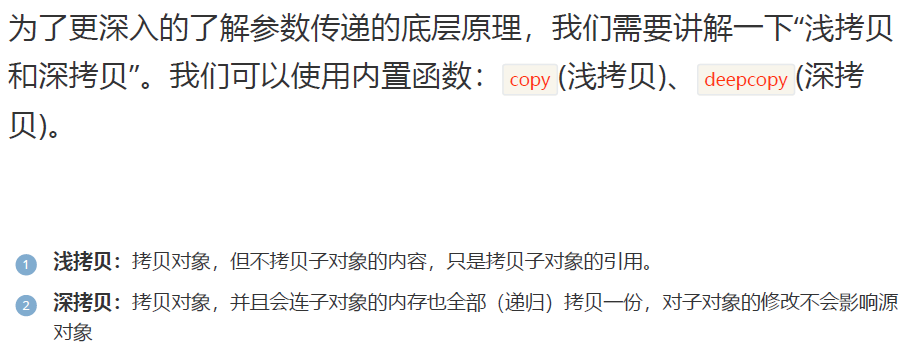 为了更深入的了解参数传递的底层原理，我们需要讲解一下“浅拷贝
和深拷贝”。我们可以使用内置函数：copy(浅拷贝)、deepcopy(深拷
贝)。
1 浅拷贝：拷贝对象，但不拷贝子对象的内容，只是拷贝子对象的引用。
2 深拷贝：拷贝对象，并且会连子对象的内存也全部（递归）拷贝一份，对子对象的修改不会影响源
对象